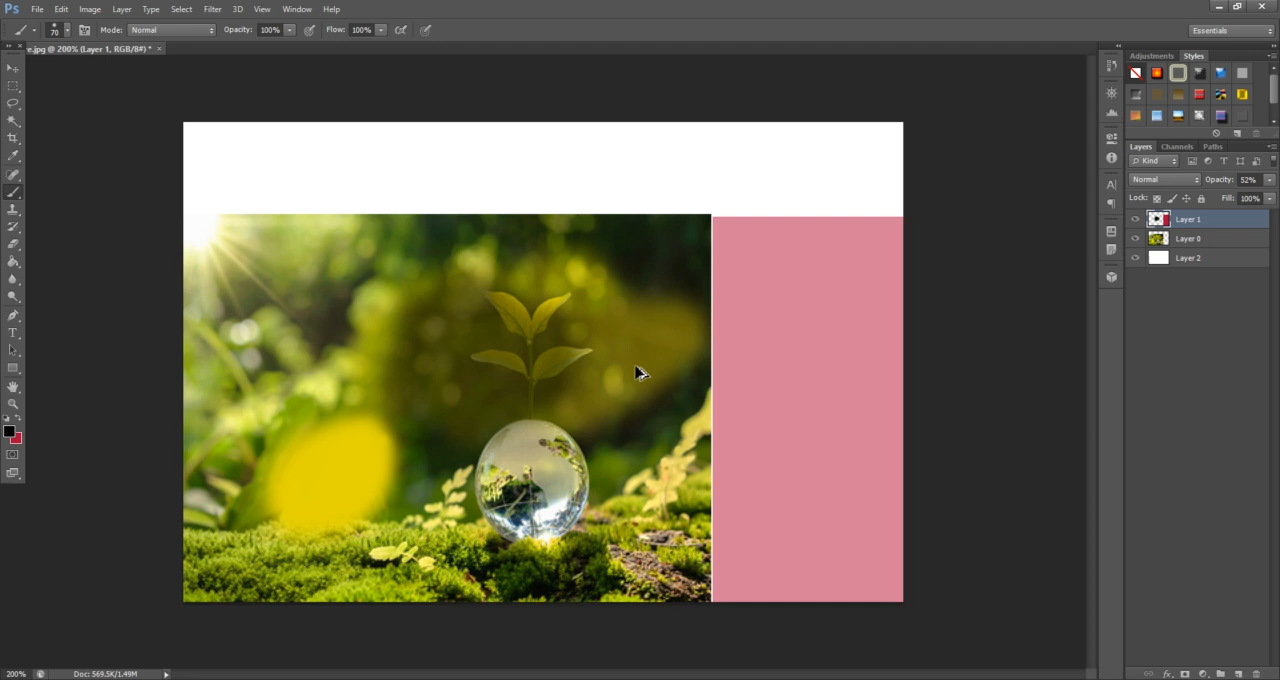 Ps File Edit Image Layer Type Select Filter 3D View Window Help
70 Mode: Normal Opacity: 100% Flow: 100% Essentials
e.jpg @ 200% (Layer 1, RGB/8#) * ×
Adjustments Styles
Layers Channels Paths
Kind T
Normal Opacity: 52%
Lock: Fill: 100%
Layer 1
Layer 0
Layer 2
T
A
200% Doc: 569.5K/1.49M
fx